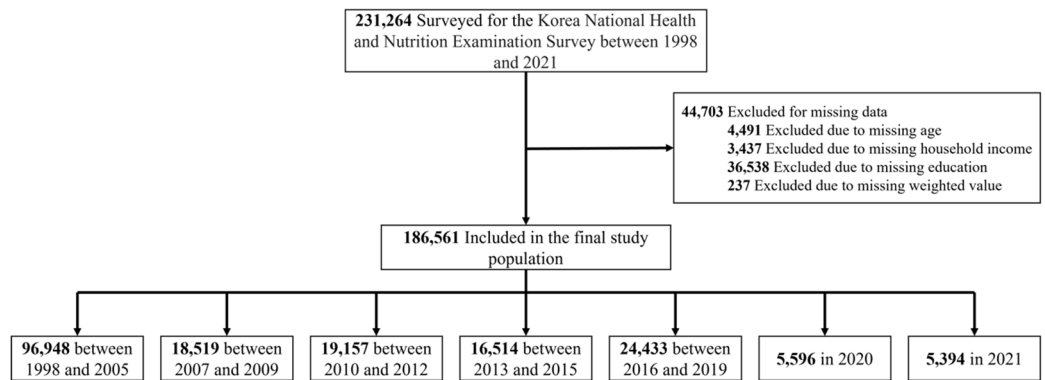 231,264 Surveyed for the Korea National Health
and Nutrition Examination Survey between 1998
and 2021
44,703 Excluded for missing data
4,491 Excluded due to missing age
3,437 Excluded due to missing household income
36,538 Excluded due to missing education
237 Excluded due to missing weighted value
186,561 Included in the final study
population
96,948 between
1998 and 2005
18,519 between
2007 and 2009
19,157 between
2010 and 2012
16,514 between
2013 and 2015
24,433 between
2016 and 2019
5,596 in 2020
5,394 in 2021